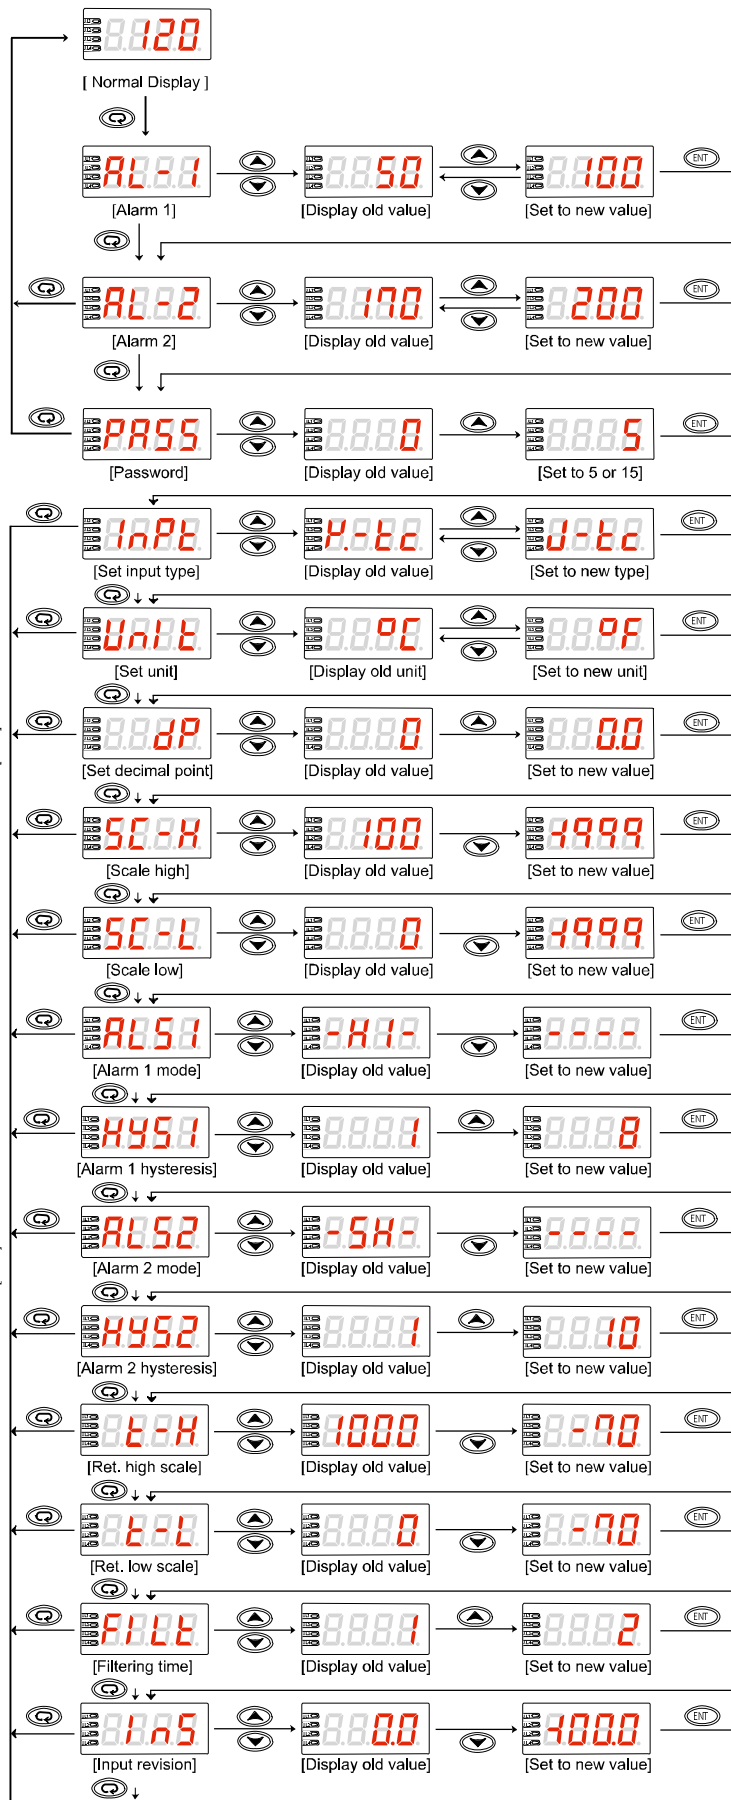 120
[ Normal Display ]
AL-1 50 100 ENT
[Alarm 1] [Display old value] [Set to new value]
AL-2 170 200 ENT
[Alarm 2] [Display old value] [Set to new value]
PASS 0 5 ENT
[Password] [Display old value] [Set to 5 or 15]
InPt K.-tc J-tc ENT
[Set input type] [Display old value] [Set to new type]
UnIt °C °F ENT
[Set unit] [Display old unit] [Set to new unit]
dP 0 0.0 ENT
[Set decimal point] [Display old value] [Set to new value]
SC-H 100 -1999 ENT
[Scale high] [Display old value] [Set to new value]
SC-L 0 -1999 ENT
[Scale low] [Display old value] [Set to new value]
ALS1 -HI- ---- ENT
[Alarm 1 mode] [Display old value] [Set to new value]
HYS1 1 8 ENT
[Alarm 1 hysteresis] [Display old value] [Set to new value]
ALS2 -SH- ---- ENT
[Alarm 2 mode] [Display old value] [Set to new value]
HYS2 1 10 ENT
[Alarm 2 hysteresis] [Display old value] [Set to new value]
t-H 1000 -70 ENT
[Ret. high scale] [Display old value] [Set to new value]
t-L 0 -70 ENT
[Ret. low scale] [Display old value] [Set to new value]
FILt 1 2 ENT
[Filtering time] [Display old value] [Set to new value]
InS 0.0 -100.0 ENT
[Input revision] [Display old value] [Set to new value]